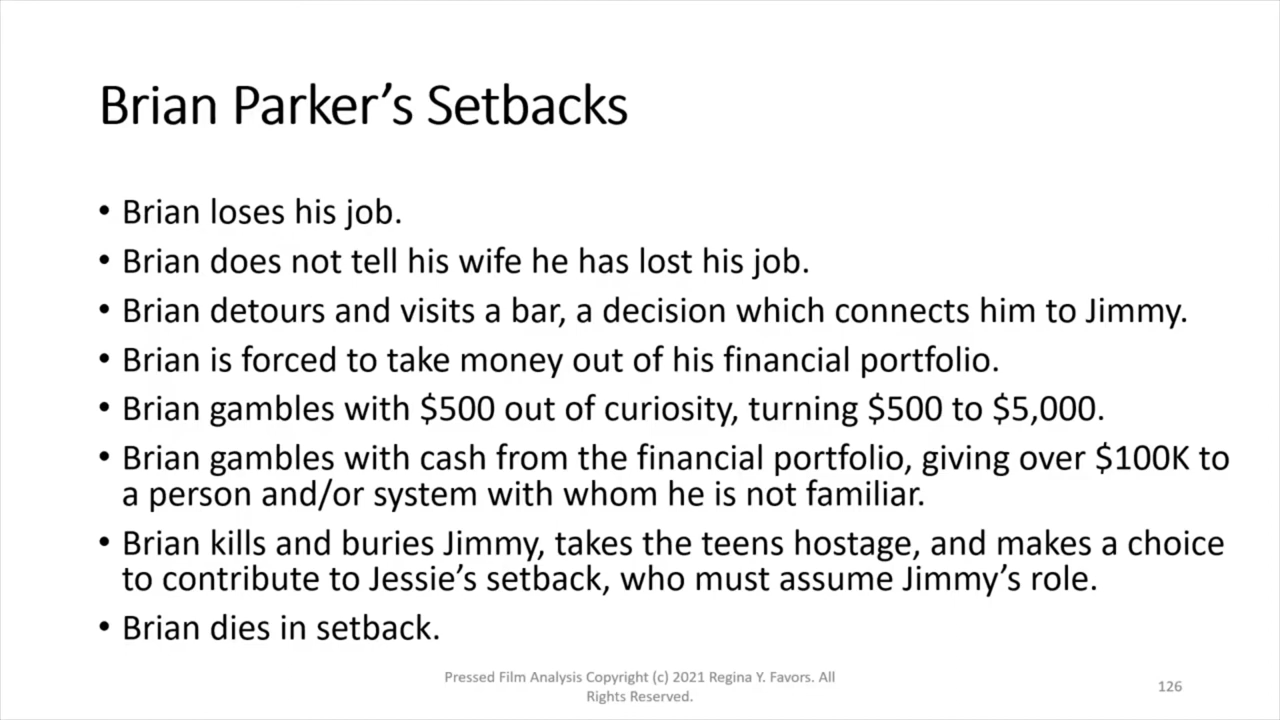 Brian Parker’s Setbacks
• Brian loses his job.
• Brian does not tell his wife he has lost his job.
• Brian detours and visits a bar, a decision which connects him to Jimmy.
• Brian is forced to take money out of his financial portfolio.
• Brian gambles with $500 out of curiosity, turning $500 to $5,000.
• Brian gambles with cash from the financial portfolio, giving over $100K to
a person and/or system with whom he is not familiar.
• Brian kills and buries Jimmy, takes the teens hostage, and makes a choice
to contribute to Jessie’s setback, who must assume Jimmy’s role.
• Brian dies in setback.
Pressed Film Analysis Copyright (c) 2021 Regina Y. Favors. All
Rights Reserved.
126